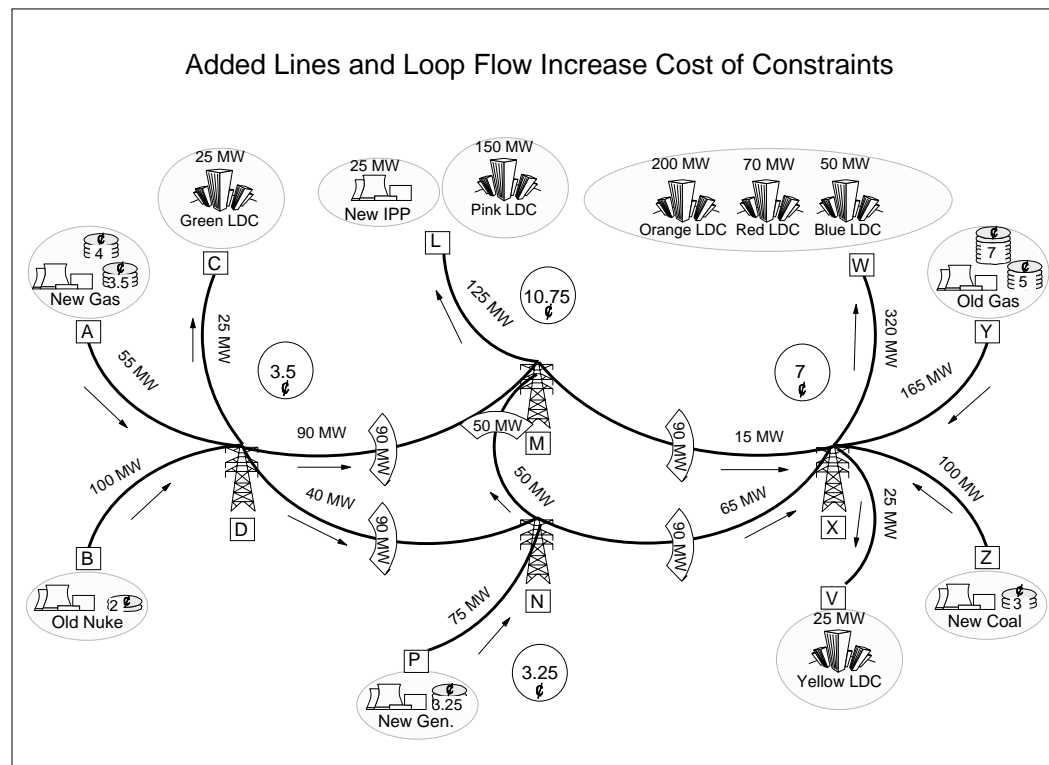 Added Lines and Loop Flow Increase Cost of Constraints
25 MW
Green LDC
25 MW
New IPP
150 MW
Pink LDC
200 MW
70 MW
50 MW
Orange LDC
Red LDC
Blue LDC
¢
4
¢
3.5
New Gas
¢
7
¢
5
Old Gas
C
L
W
A
Y
25 MW
125 MW
10.75
¢
320 MW
55 MW
3.5
¢
7
¢
165 MW
90 MW
90 MW
50 MW
M
90 MW
15 MW
100 MW
40 MW
90 MW
50 MW
90 MW
65 MW
25 MW
100 MW
D
X
B
N
V
Z
2
¢
Old Nuke
75 MW
25 MW
Yellow LDC
¢
3
New Coal
P
3.25
¢
¢
3.25
New Gen.